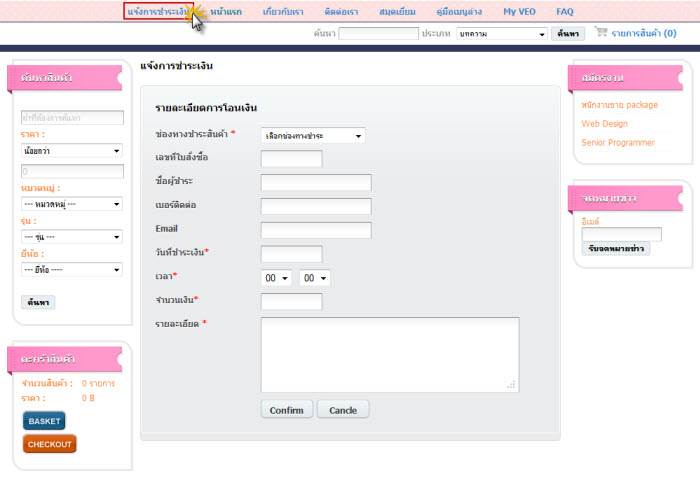 แจ้งการชำระเงิน หน้าแรก เกี่ยวกับเรา ติดต่อเรา สมุดเยี่ยม คู่มือเมนูต่าง My VEO FAQ
ค้นหา ประเภท บทความ ค้นหา รายการสินค้า (0)
ค้นหาสินค้า
คำที่ต้องการค้นหา
ราคา :
น้อยกว่า
0
หมวดหมู่ :
--- หมวดหมู่ ---
รุ่น :
--- รุ่น ---
ยี่ห้อ :
--- ยี่ห้อ ----
ค้นหา
ตะกร้าสินค้า
จำนวนสินค้า : 0 รายการ
ราคา : 0 B
BASKET
CHECKOUT
แจ้งการชำระเงิน
รายละเอียดการโอนเงิน
ช่องทางชำระสินค้า * เลือกช่องทางชำระ
เลขที่ใบสั่งซื้อ
ชื่อผู้ชำระ
เบอร์ติดต่อ
Email
วันที่ชำระเงิน*
เวลา* 00 00
จำนวนเงิน*
รายละเอียด *
Confirm Cancle
สมัครงาน
พนักงานขาย package
Web Design
Senior Programmer
จดหมายข่าว
อีเมล์
รับจดหมายข่าว